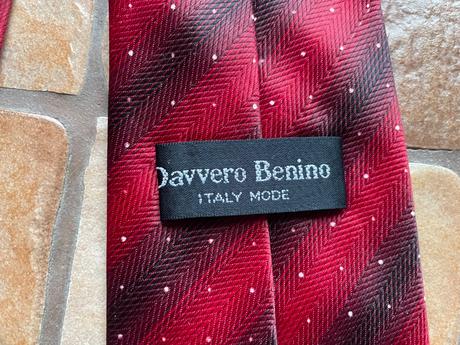 Davvero Benino
ITALY MODE